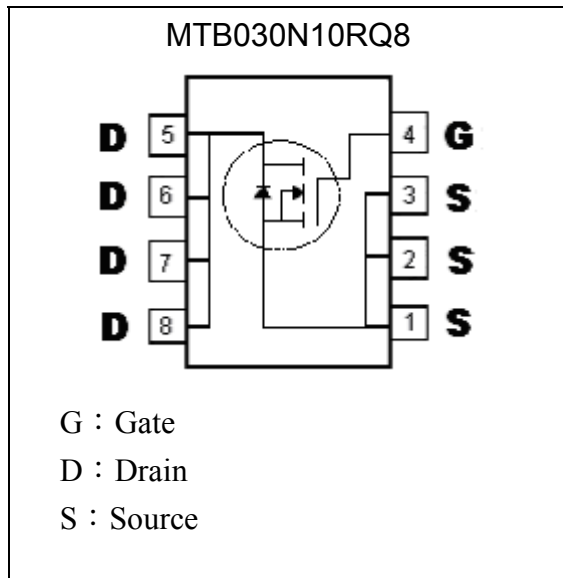 MTB030N10RQ8
D 5 4 G
D 6 3 S
D 7 2 S
D 8 1 S
G：Gate
D：Drain
S：Source